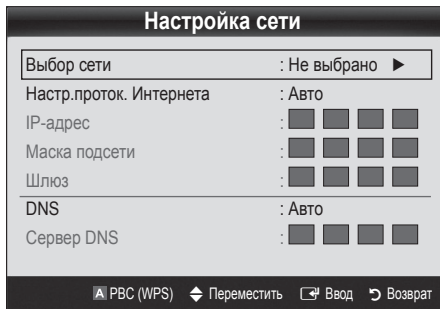 Настройка сети
Выбор сети : Не выбрано ►
Настр.проток. Интернета : Авто
IP-адрес :
Маска подсети :
Шлюз :
DNS : Авто
Сервер DNS :
A PBC (WPS) Переместить Ввод Возврат